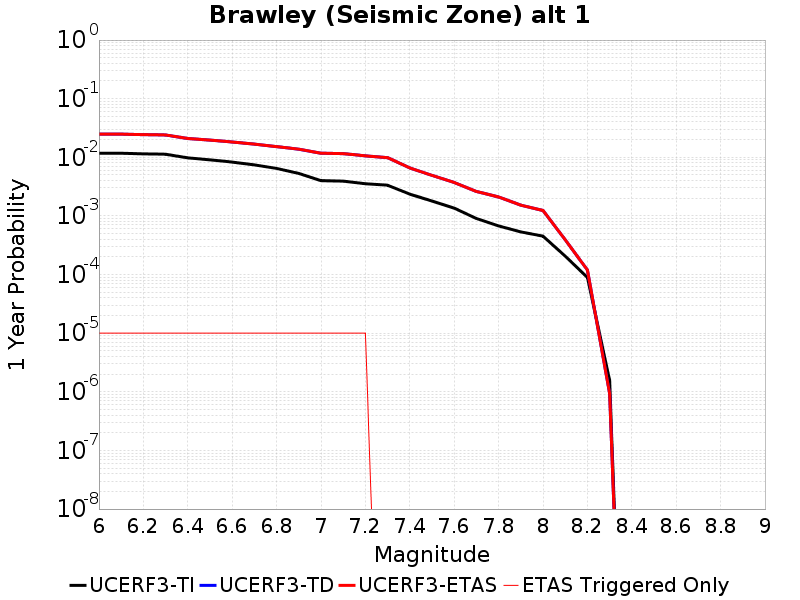 Brawley (Seismic Zone) alt 1
1 Year Probability
10^0
10^-1
10^-2
10^-3
10^-4
10^-5
10^-6
10^-7
10^-8
6 6.2 6.4 6.6 6.8 7 7.2 7.4 7.6 7.8 8 8.2 8.4 8.6 8.8 9
Magnitude
UCERF3-TI UCERF3-TD UCERF3-ETAS ETAS Triggered Only